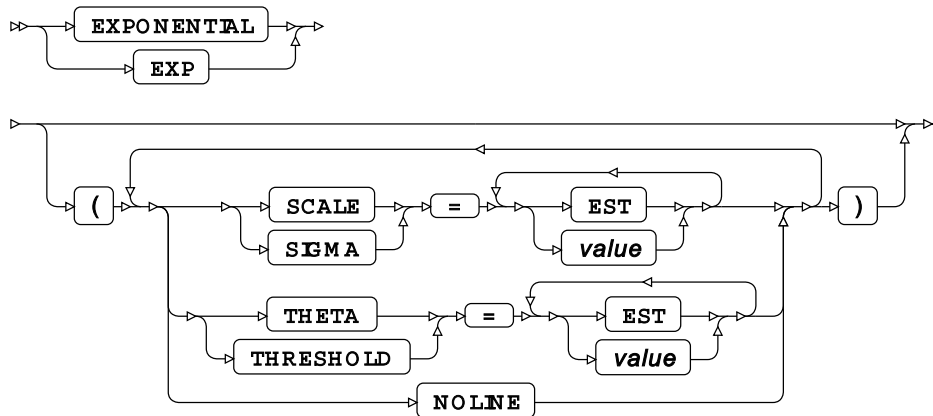 EXPONENTIAL
EXP
( SCALE = EST )
SIGMA value
THETA = EST
THRESHOLD value
NOLINE